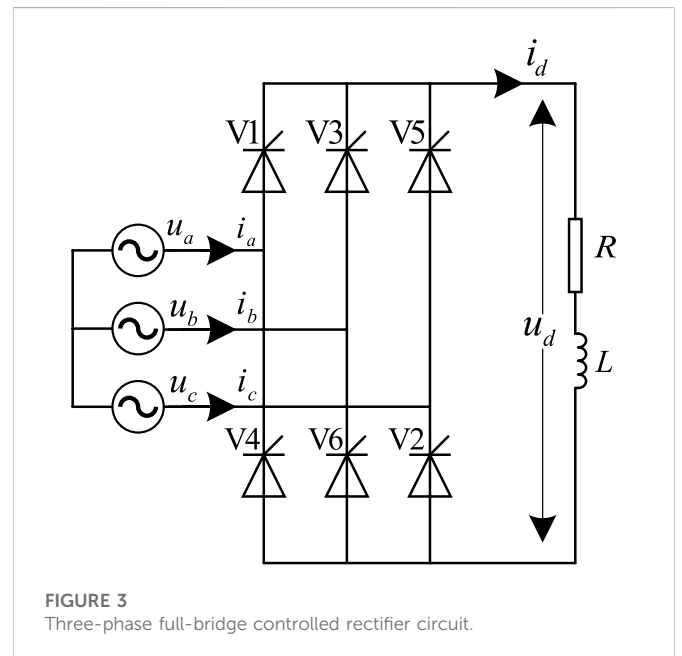 i_d
V1 V3 V5
u_a i_a
R
u_b i_b
u_d
L
u_c i_c
V4 V6 V2
FIGURE 3
Three-phase full-bridge controlled rectifier circuit.